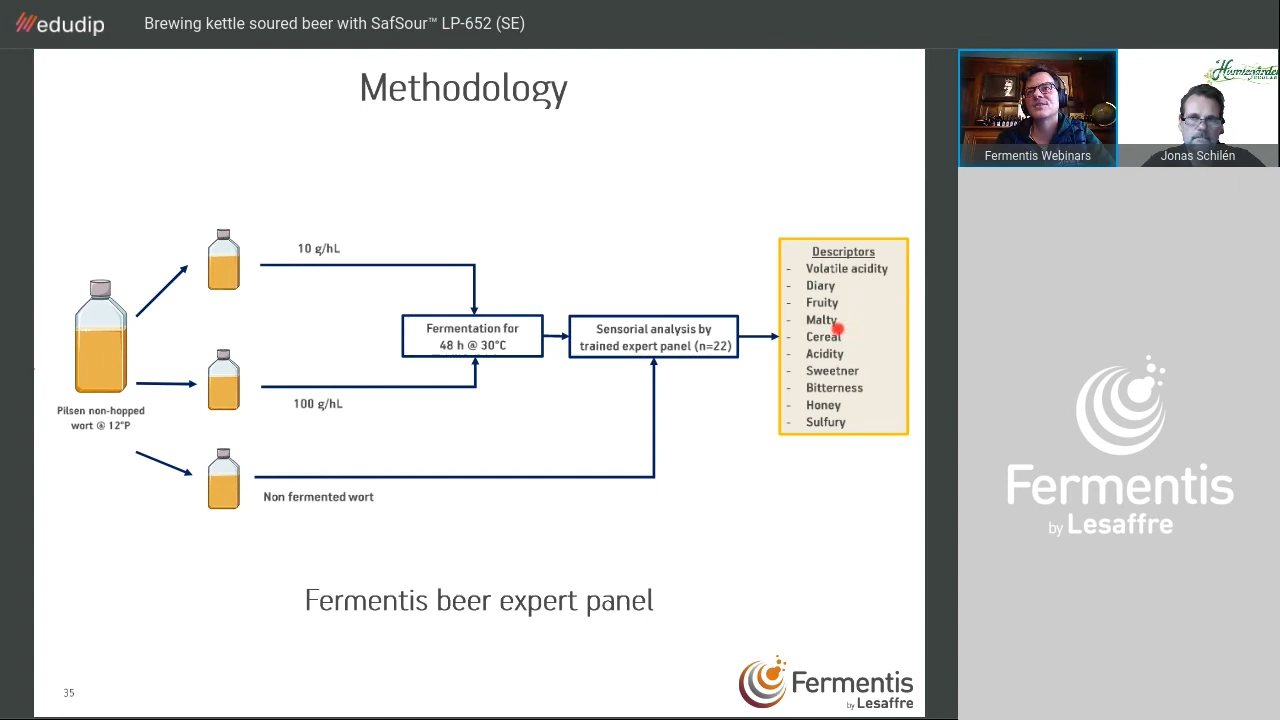 edudip
Brewing kettle soured beer with SafSour™ LP-652 (SE)
Methodology
10 g/hL
Fermentation for
48 h @ 30°C
Sensorial analysis by
trained expert panel (n=22)
100 g/hL
Pilsen non-hopped
wort @ 12°P
Non fermented wort
Descriptors
- Volatile acidity
- Diary
- Fruity
- Malty
- Cereal
- Acidity
- Sweetner
- Bitterness
- Honey
- Sulfury
Fermentis beer expert panel
35
Fermentis
by Lesaffre
Fermentis Webinars
Jonas Schilén
Fermentis
by Lesaffre